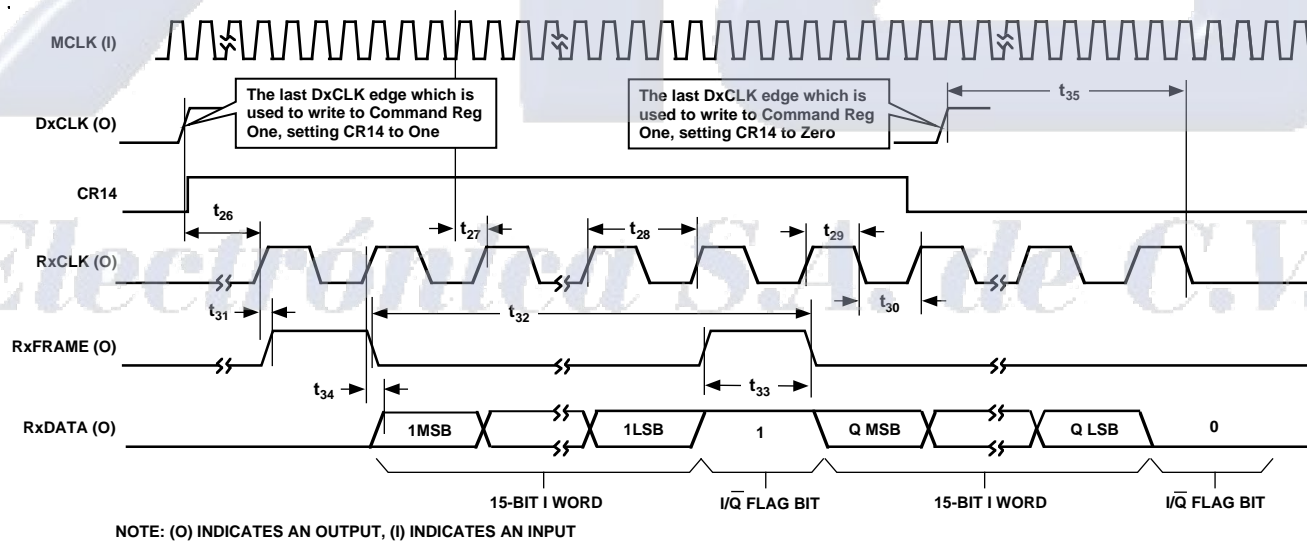 MCLK (I)
The last DxCLK edge which is
used to write to Command Reg
One, setting CR14 to One
The last DxCLK edge which is
used to write to Command Reg
One, setting CR14 to Zero
t35
DxCLK (O)
CR14
t26
t27
t28
t29
RxCLK (O)
Electrónica S.A. de C.V.
t30
t31
t32
RxFRAME (O)
t33
t34
RxDATA (O)
1MSB
1LSB
1
Q MSB
Q LSB
0
15-BIT I WORD
I/Q̅ FLAG BIT
15-BIT I WORD
I/Q̅ FLAG BIT
NOTE: (O) INDICATES AN OUTPUT, (I) INDICATES AN INPUT